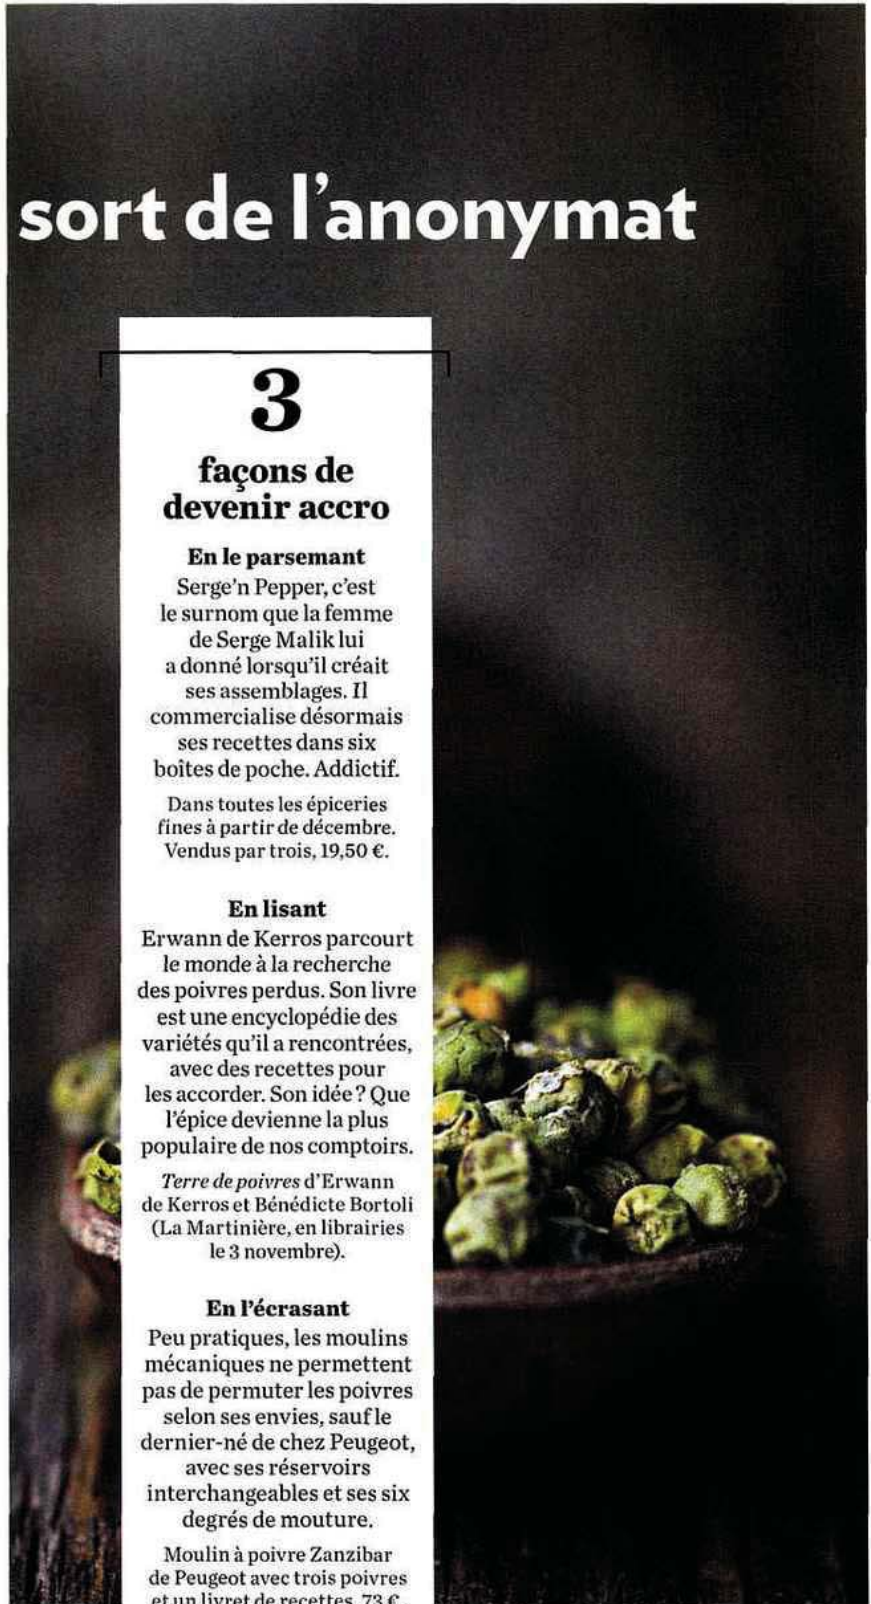 sort de l'anonymat
3
façons de
devenir accro
En le parsemant
Serge'n Pepper, c'est
le surnom que la femme
de Serge Malik lui
a donné lorsqu'il créait
ses assemblages. Il
commercialise désormais
ses recettes dans six
boîtes de poche. Addictif.
Dans toutes les épiceries
fines à partir de décembre.
Vendus par trois, 19,50 €.
En lisant
Erwann de Kerros parcourt
le monde à la recherche
des poivres perdus. Son livre
est une encyclopédie des
variétés qu'il a rencontrées,
avec des recettes pour
les accorder. Son idée ? Que
l'épice devienne la plus
populaire de nos comptoirs.
Terre de poivres d'Erwann
de Kerros et Bénédicte Bortoli
(La Martinière, en librairies
le 3 novembre).
En l'écrasant
Peu pratiques, les moulins
mécaniques ne permettent
pas de permuter les poivres
selon ses envies, sauf le
dernier-né de chez Peugeot,
avec ses réservoirs
interchangeables et ses six
degrés de mouture.
Moulin à poivre Zanzibar
de Peugeot avec trois poivres
et un livret de recettes, 73 €.